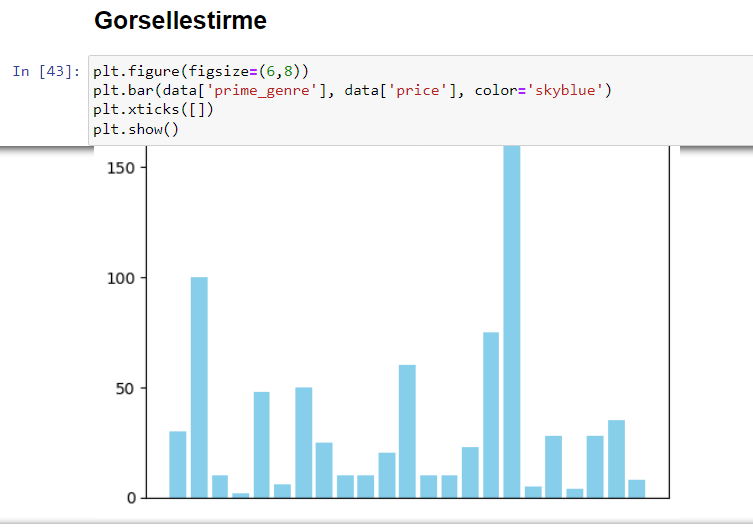 Gorsellestirme
In [43]:
plt.figure(figsize=(6,8))
plt.bar(data['prime_genre'], data['price'], color='skyblue')
plt.xticks([])
plt.show()
150
100
50
0